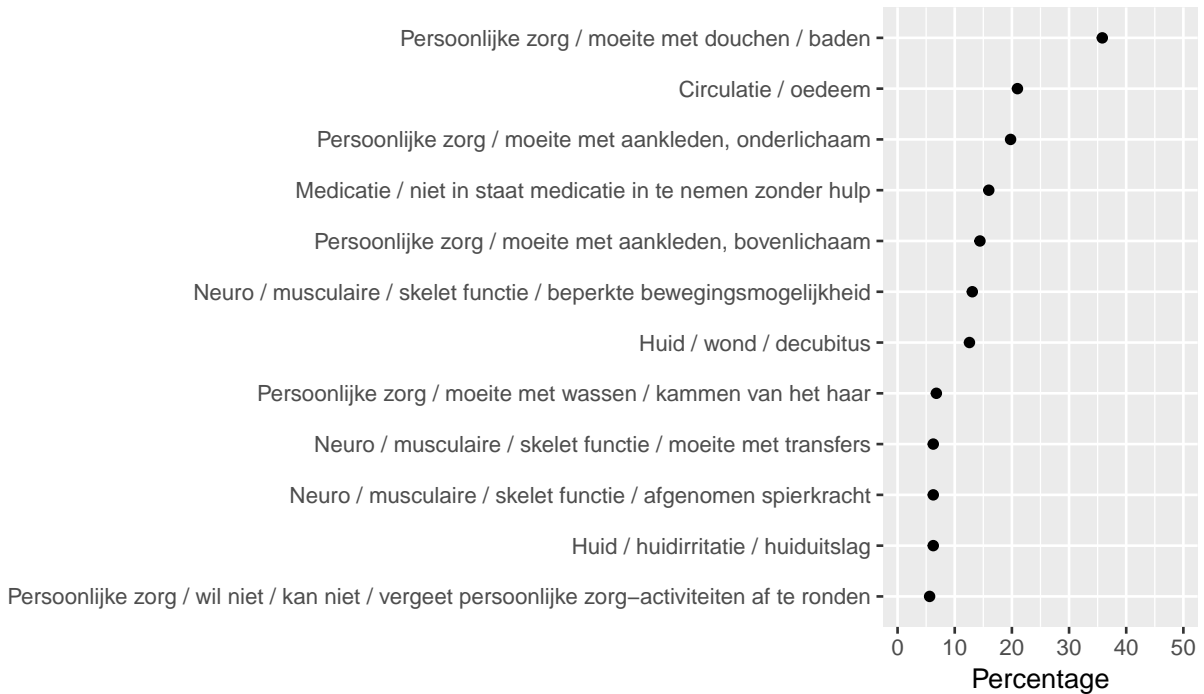 Persoonlijke zorg / moeite met douchen / baden
Circulatie / oedeem
Persoonlijke zorg / moeite met aankleden, onderlichaam
Medicatie / niet in staat medicatie in te nemen zonder hulp
Persoonlijke zorg / moeite met aankleden, bovenlichaam
Neuro / musculaire / skelet functie / beperkte bewegingsmogelijkheid
Huid / wond / decubitus
Persoonlijke zorg / moeite met wassen / kammen van het haar
Neuro / musculaire / skelet functie / moeite met transfers
Neuro / musculaire / skelet functie / afgenomen spierkracht
Huid / huidirritatie / huiduitslag
Persoonlijke zorg / wil niet / kan niet / vergeet persoonlijke zorg−activiteiten af te ronden
0 10 20 30 40 50
Percentage